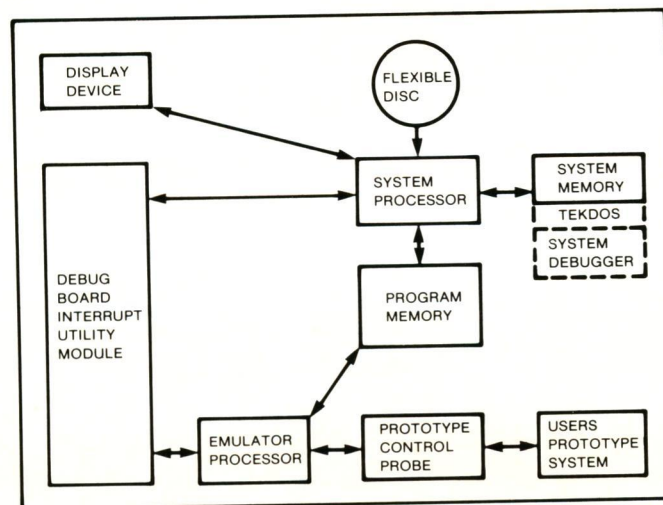 DISPLAY
DEVICE
FLEXIBLE
DISC
SYSTEM
PROCESSOR
SYSTEM
MEMORY
TEKDOS
SYSTEM
DEBUGGER
DEBUG
BOARD
INTERRUPT
UTILITY
MODULE
PROGRAM
MEMORY
EMULATOR
PROCESSOR
PROTOTYPE
CONTROL
PROBE
USERS
PROTOTYPE
SYSTEM